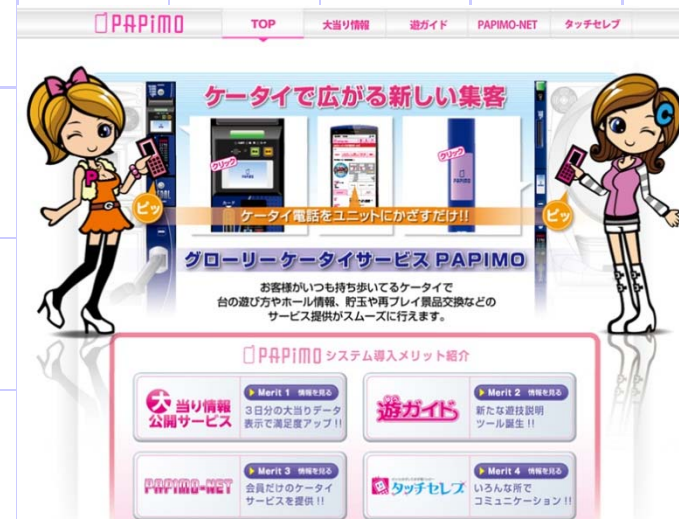 PAPIMO
TOP
大当り情報
遊ガイド
PAPIMO-NET
タッチセレブ
ケータイで広がる新しい集客
クリック
クリック
PAPIMO
ピッ
ピッ
ケータイ電話をユニットにかざすだけ!!
グローリーケータイサービス PAPIMO
お客様がいつも持ち歩いてるケータイで
台の遊び方やホール情報、貯玉や再プレイ景品交換などの
サービス提供がスムーズに行えます。
PAPIMO システム導入メリット紹介
大当り情報
公開サービス
Merit 1 情報を見る
3日分の大当りデータ
表示で満足度アップ!!
遊ガイド
Merit 2 情報を見る
新たな遊技説明
ツール誕生!!
PAPIMO-NET
Merit 3 情報を見る
会員だけのケータイ
サービスを提供!!
タッチセレブ
Merit 4 情報を見る
いろんな所で
コミュニケーション!!